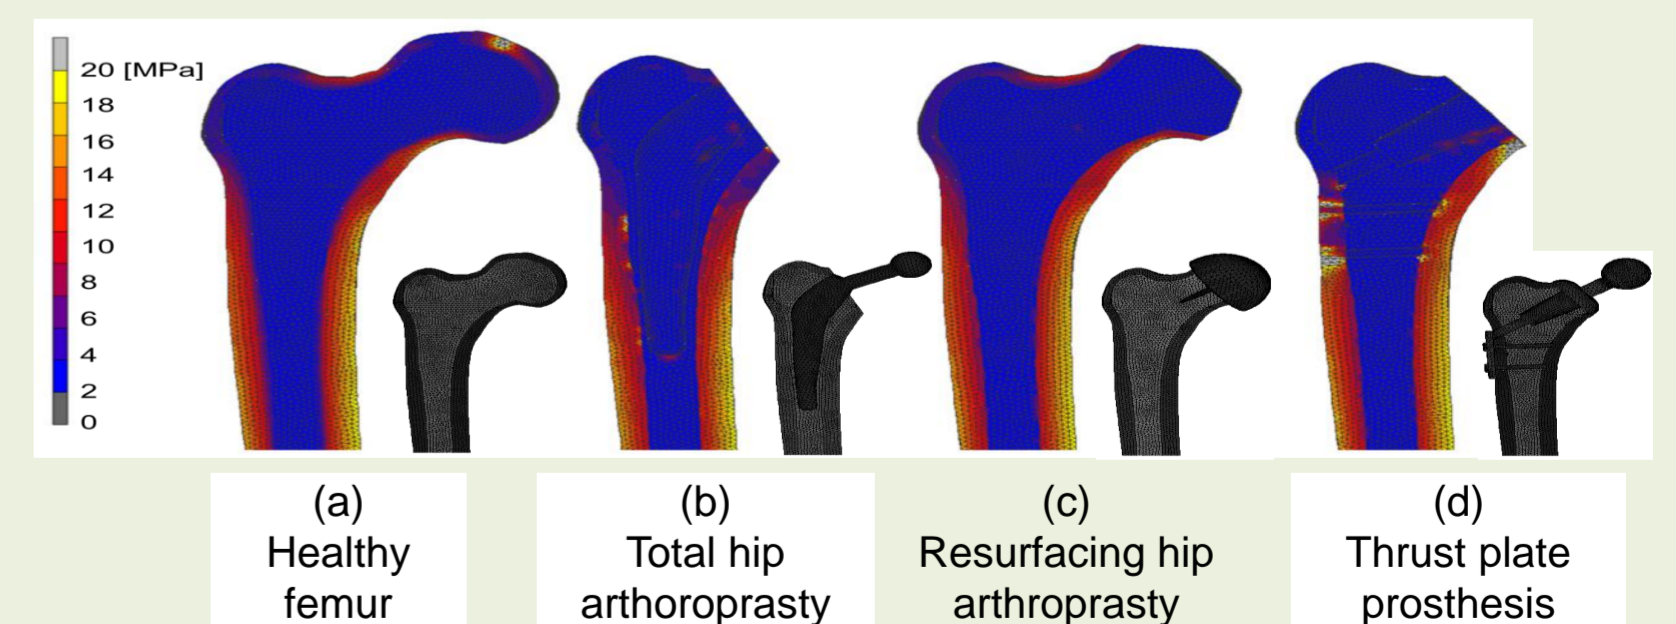 20 [MPa]
18
16
14
12
10
8
6
4
2
0
(a)
Healthy
femur
(b)
Total hip
arthoroprasty
(c)
Resurfacing hip
arthroprasty
(d)
Thrust plate
prosthesis